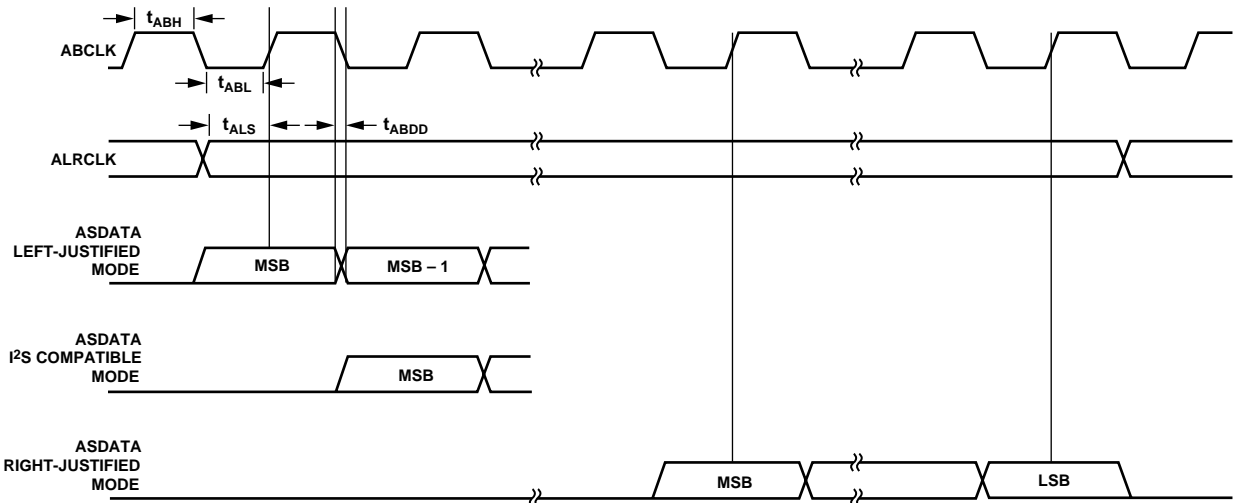 tABH
ABCLK
tABL
tALS
tABDD
ALRCLK
ASDATA
LEFT-JUSTIFIED
MODE
MSB
MSB – 1
ASDATA
I2S COMPATIBLE
MODE
MSB
ASDATA
RIGHT-JUSTIFIED
MODE
MSB
LSB